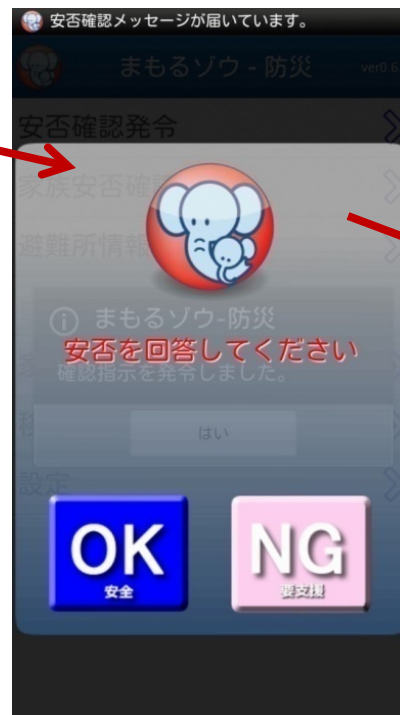 安否確認メッセージが届いています。
まもるゾウ - 防災 ver0.6
安否確認発令
家族安否確
避難所情報
まもるゾウ-防災
安否を回答してください
確認指示を発令しました。
はい
設定
OK
安全
NG
要支援